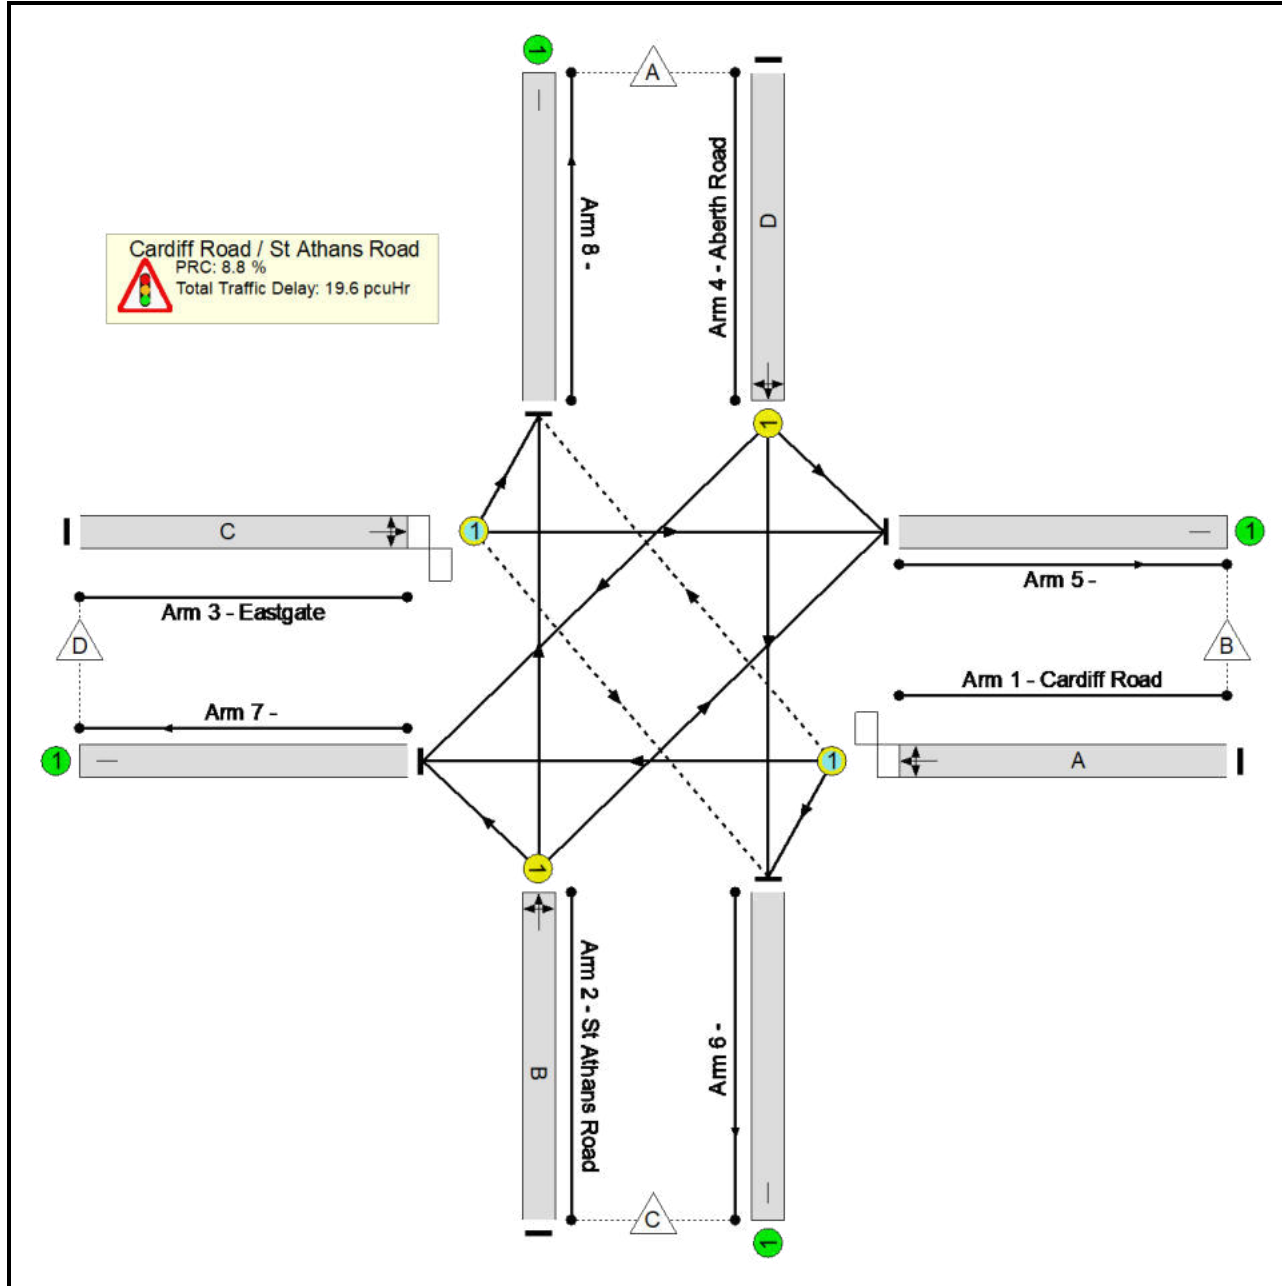 1
A
Arm 8 -
Arm 4 - Aberth Road
D
Cardiff Road / St Athans Road
PRC: 8.8 %
Total Traffic Delay: 19.6 pcuHr
1
C
1
1
Arm 3 - Eastgate
Arm 5 -
D
B
Arm 7 -
Arm 1 - Cardiff Road
1
1
A
1
Arm 2 - St Athans Road
B
Arm 6 -
C
1